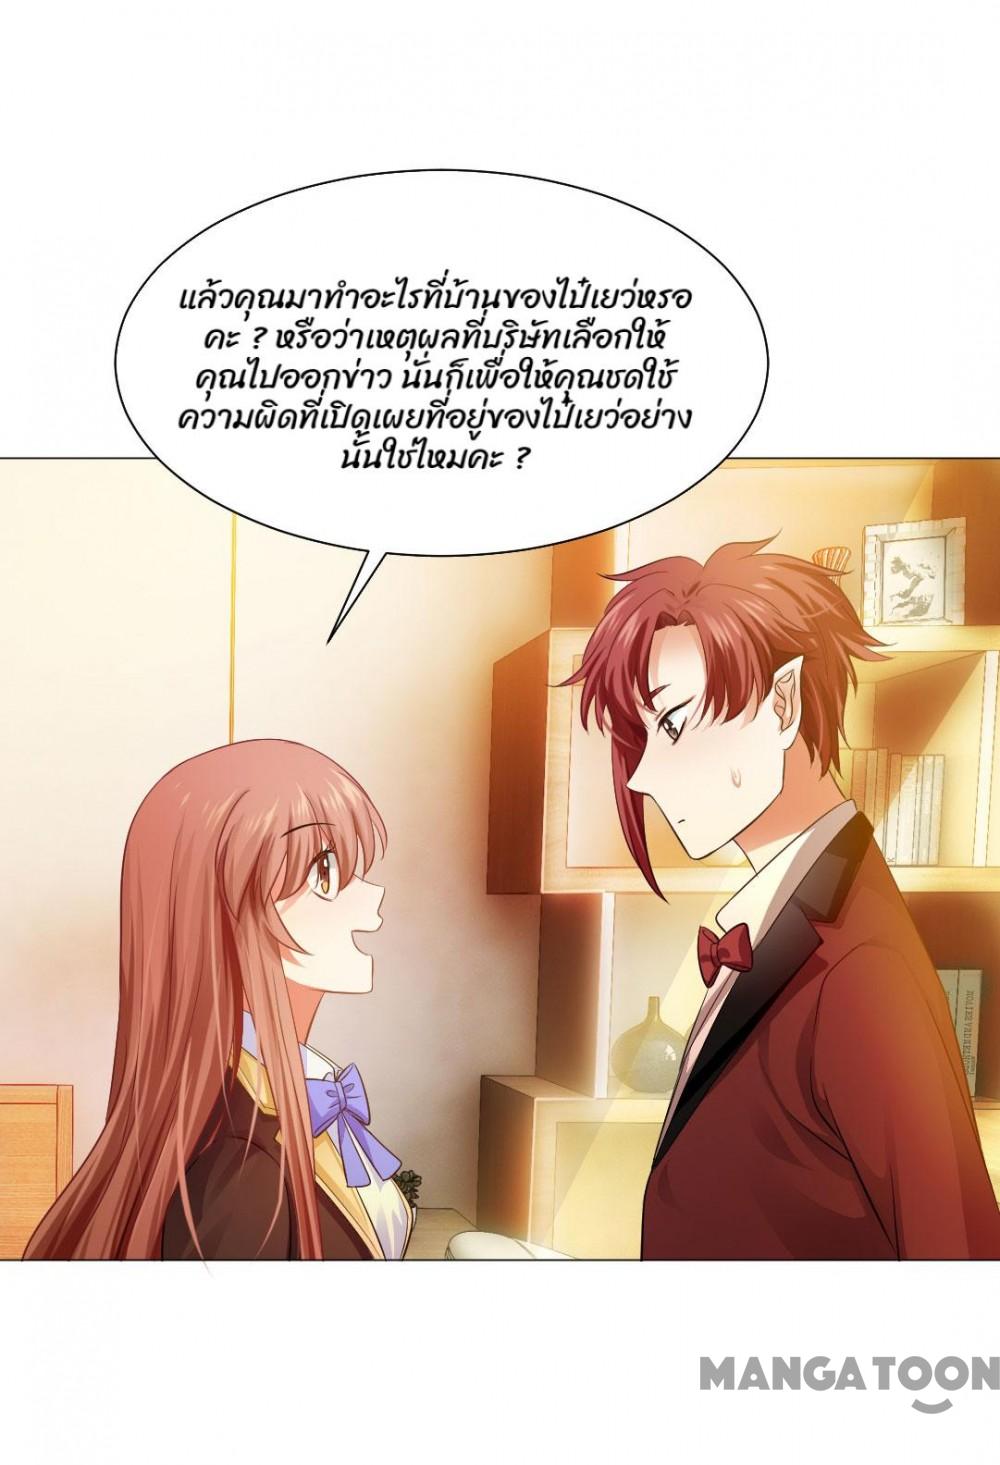 แล้วคุณมาทำอะไรที่บ้านของไป๋เยว่หรอ
คะ ? หรือว่าเหตุผลที่บริษัทเลือกให้
คุณไปออกข่าว นั่นก็เพื่อให้คุณชดใช้
ความผิดที่เปิดเผยที่อยู่ของไป๋เยว่อย่าง
นั้นใช่ไหมคะ ?
MANGATOON